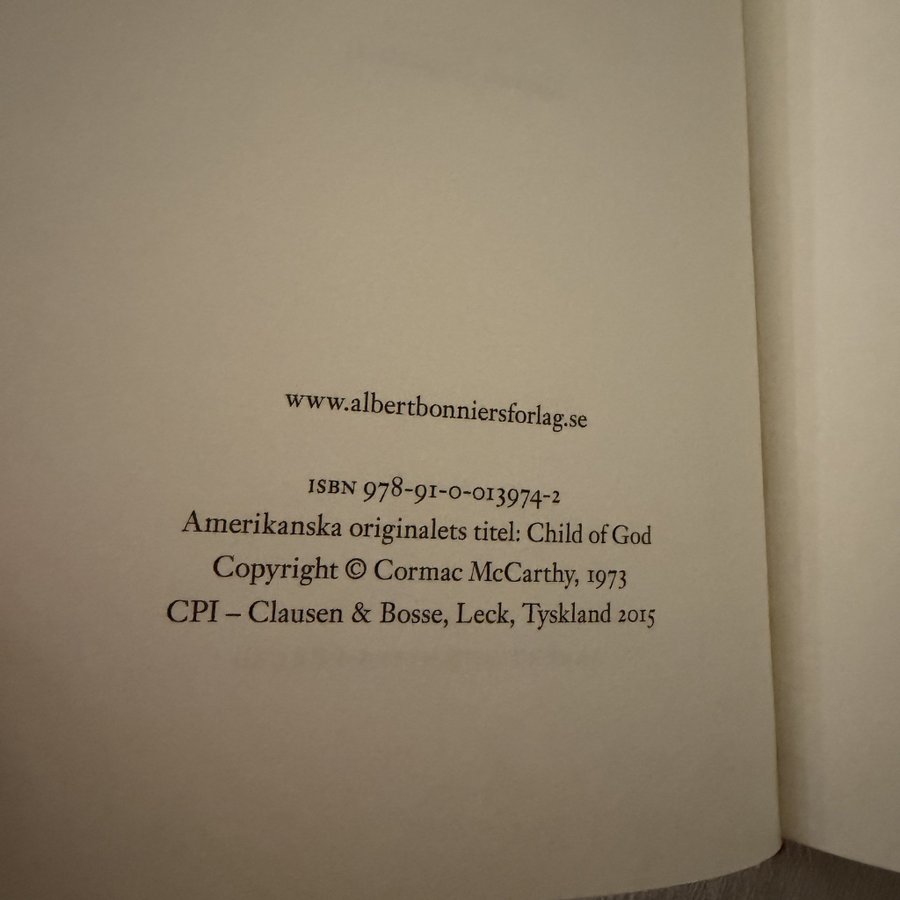 www.albertbonniersforlag.se
ISBN 978-91-0-013974-2
Amerikanska originalets titel: Child of God
Copyright © Cormac McCarthy, 1973
CPI – Clausen & Bosse, Leck, Tyskland 2015